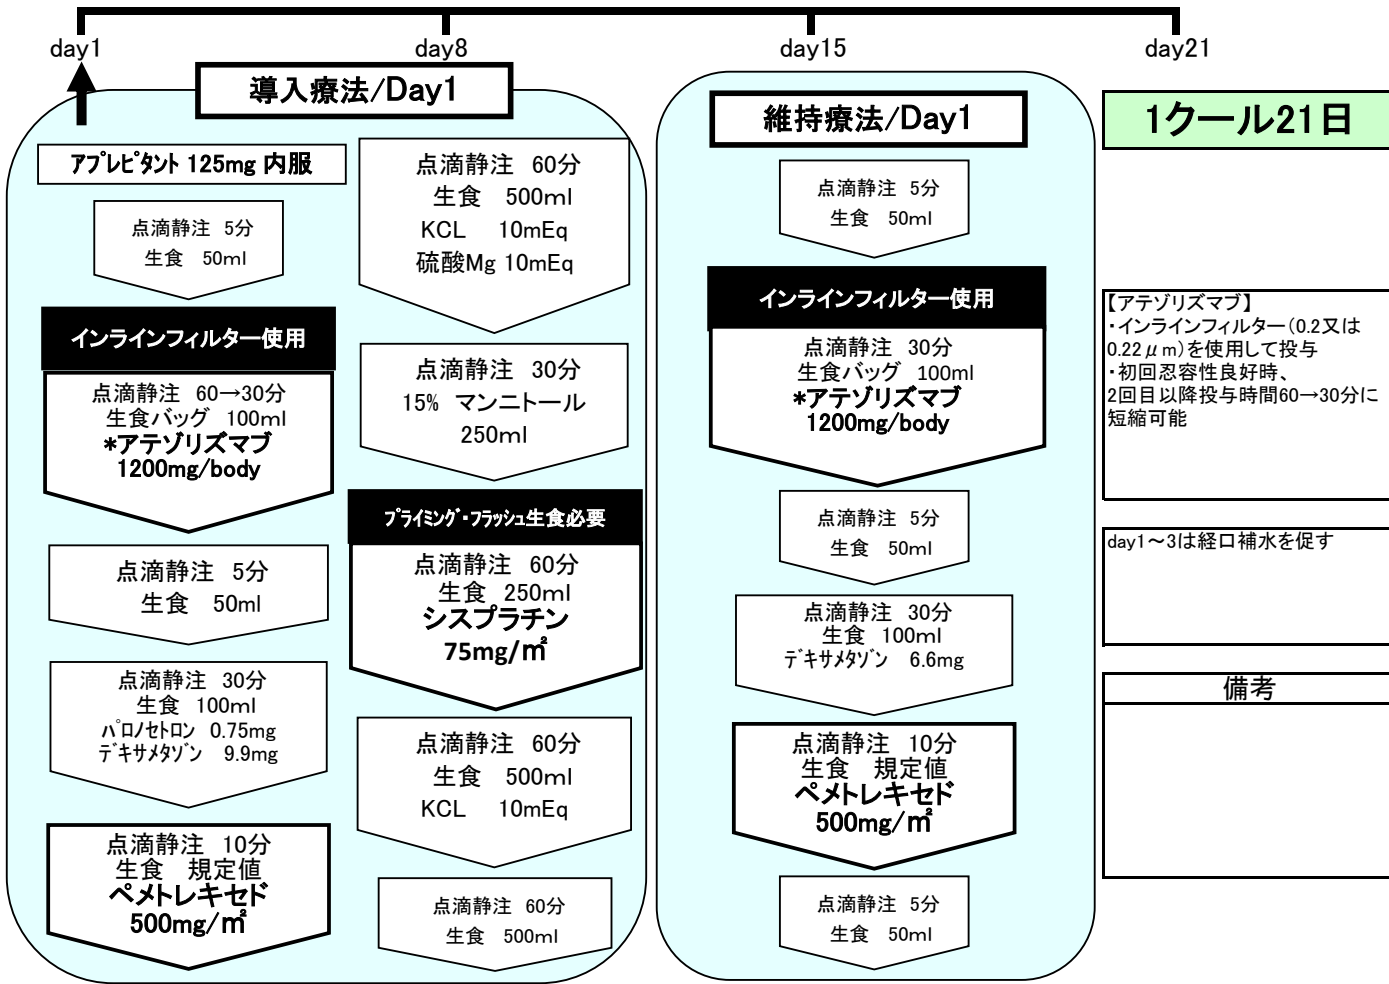 day1
day8
day15
day21
導入療法/Day1
アプレピタント 125mg 内服
点滴静注 5分
生食 50ml
インラインフィルター使用
点滴静注 60→30分
生食バッグ 100ml
*アテゾリズマブ
1200mg/body
点滴静注 5分
生食 50ml
点滴静注 30分
生食 100ml
パロノセトロン 0.75mg
デキサメタゾン 9.9mg
点滴静注 10分
生食 規定値
ペメトレキセド
500mg/㎡
点滴静注 60分
生食 500ml
KCL 10mEq
硫酸Mg 10mEq
点滴静注 30分
15% マンニトール
250ml
プライミング・フラッシュ生食必要
点滴静注 60分
生食 250ml
シスプラチン
75mg/㎡
点滴静注 60分
生食 500ml
KCL 10mEq
点滴静注 60分
生食 500ml
維持療法/Day1
点滴静注 5分
生食 50ml
インラインフィルター使用
点滴静注 30分
生食バッグ 100ml
*アテゾリズマブ
1200mg/body
点滴静注 5分
生食 50ml
点滴静注 30分
生食 100ml
デキサメタゾン 6.6mg
点滴静注 10分
生食 規定値
ペメトレキセド
500mg/㎡
点滴静注 5分
生食 50ml
1クール21日
【アテゾリズマブ】
・インラインフィルター（0.2又は
0.22μm）を使用して投与
・初回忍容性良好時、
2回目以降投与時間60→30分に
短縮可能
day1～3は経口補水を促す
備考